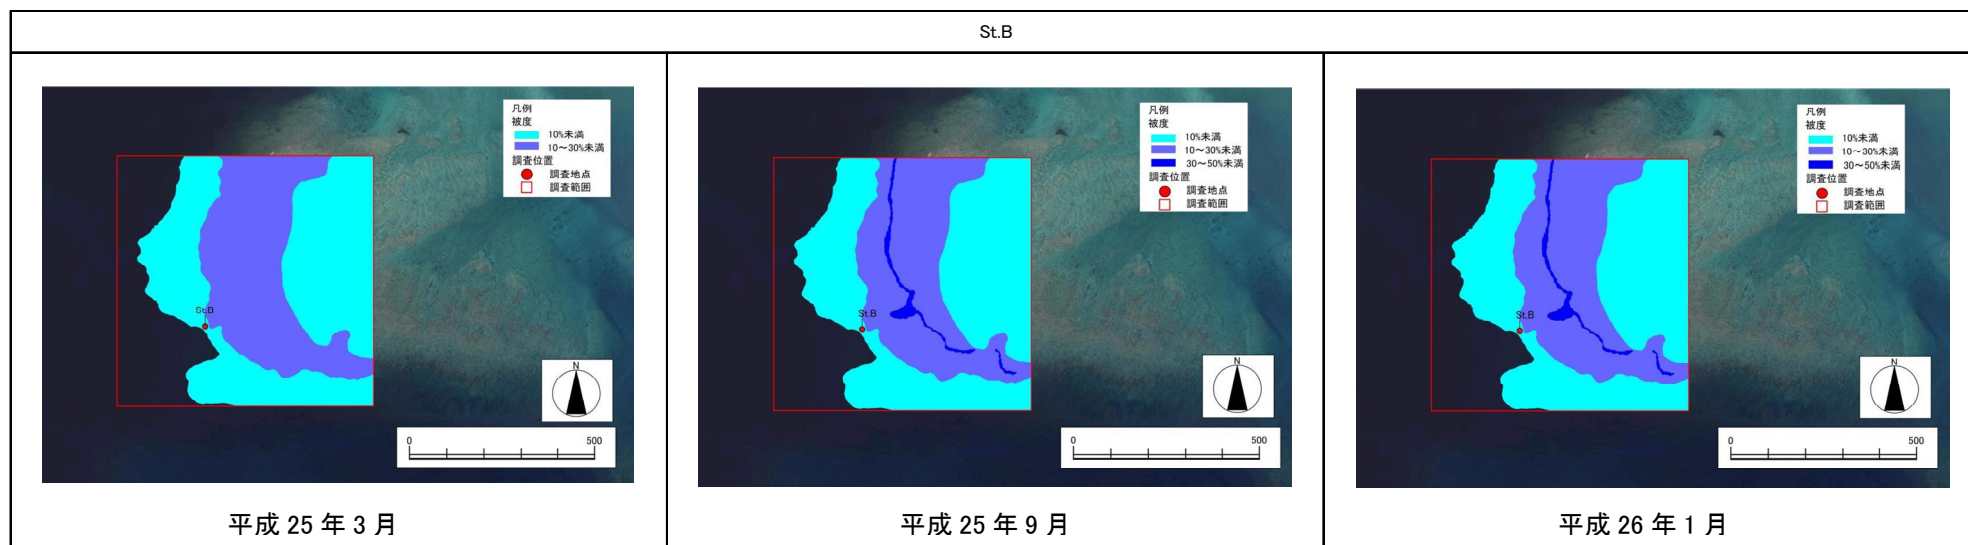 St.B
凡例
被度
10%未満
10～30%未満
調査位置
調査地点
調査範囲
St.B
N
0 500
平成 25 年 3 月
凡例
被度
10%未満
10～30%未満
30～50%未満
調査位置
調査地点
調査範囲
St.B
N
0 500
平成 25 年 9 月
凡例
被度
10%未満
10～30%未満
30～50%未満
調査位置
調査地点
調査範囲
St.B
N
0 500
平成 26 年 1 月